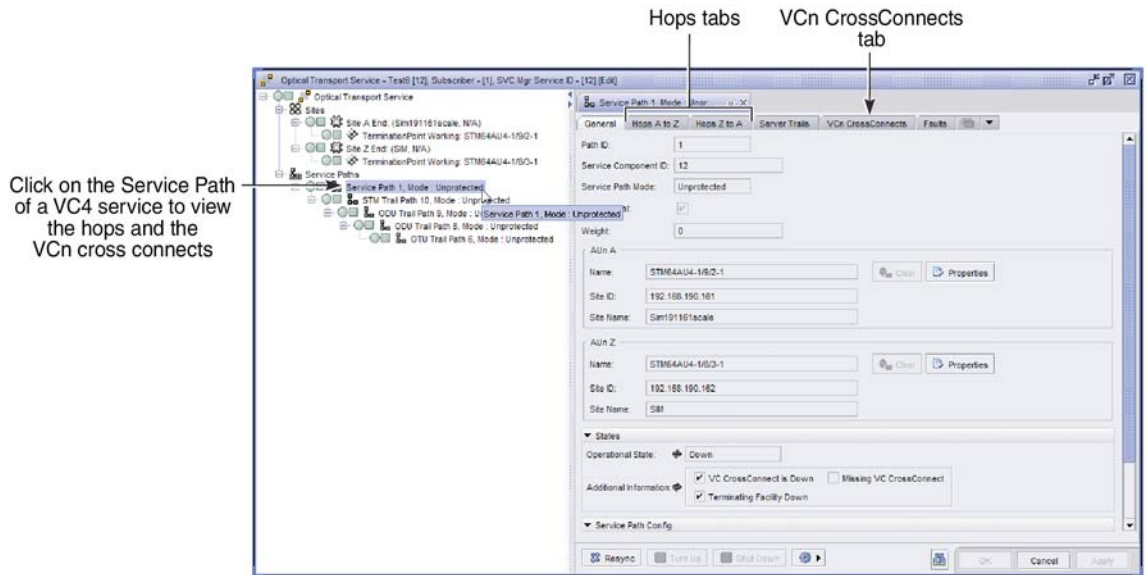 Hops tabs
VCn CrossConnects
tab
Click on the Service Path
of a VC4 service to view
the hops and the
VCn cross connects
Optical Transport Service - Test6 [12], Subscriber - [1], SVC Mgr Service ID - [12] [Edit]
Optical Transport Service
Sites
Site A End: (Sim191161scale, N/A)
TerminationPoint Working: STM64AU4-1/9/2-1
Site Z End: (SIM, N/A)
TerminationPoint Working: STM64AU4-1/8/3-1
Service Paths
Service Path 1, Mode : Unprotected
STM Trail Path 10, Mode : Unprotected
ODU Trail Path 9, Mode : U
Service Path 1, Mode : Unprotected
ODU Trail Path 8, Mode : Unprotected
OTU Trail Path 6, Mode : Unprotected
Service Path 1, Mode : Unpr...
General Hops A to Z Hops Z to A Server Trails VCn CrossConnects Faults
Path ID: 1
Service Component ID: 12
Service Path Mode: Unprotected
Weight: 0
AUn A
Name: STM64AU4-1/9/2-1 Clear Properties
Site ID: 192.168.190.161
Site Name: Sim191161scale
AUn Z
Name: STM64AU4-1/8/3-1 Clear Properties
Site ID: 192.168.190.162
Site Name: SIM
States
Operational State: Down
Additional Information: VC CrossConnect is Down Missing VC CrossConnect
Terminating Facility Down
Service Path Config
Resync Turn Up Shut Down OK Cancel Apply